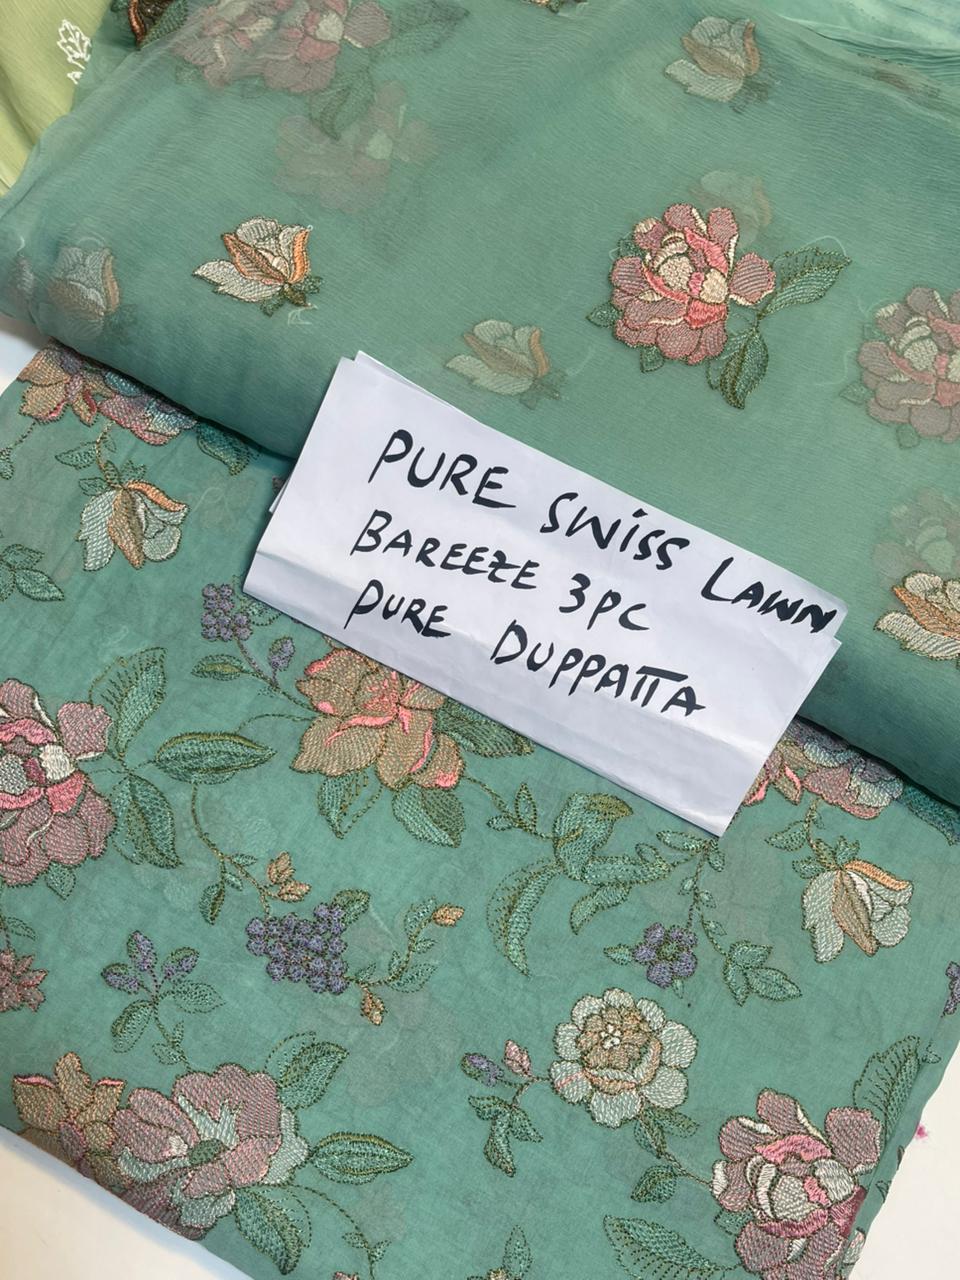 PURE SWiSS LAWN
BAREEZE 3PC
PURE DUPPATTA